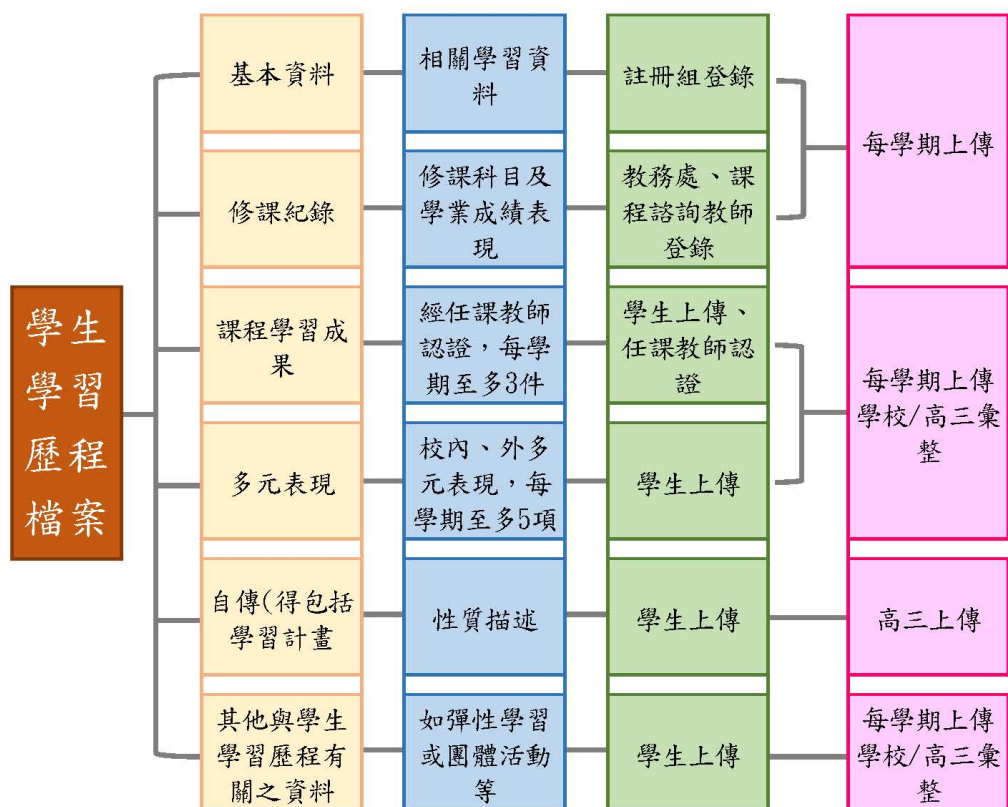 學生
學習
歷程
檔案
基本資料
相關學習資
料
註冊組登錄
每學期上傳
修課紀錄
修課科目及
學業成績表
現
教務處、課
程諮詢教師
登錄
課程學習成
果
經任課教師
認證，每學
期至多3件
學生上傳、
任課教師認
證
每學期上傳
學校/高三彙
整
多元表現
校內、外多
元表現，每
學期至多5項
學生上傳
自傳(得包括
學習計畫
性質描述
學生上傳
高三上傳
其他與學生
學習歷程有
關之資料
如彈性學習
或團體活動
等
學生上傳
每學期上傳
學校/高三彙
整